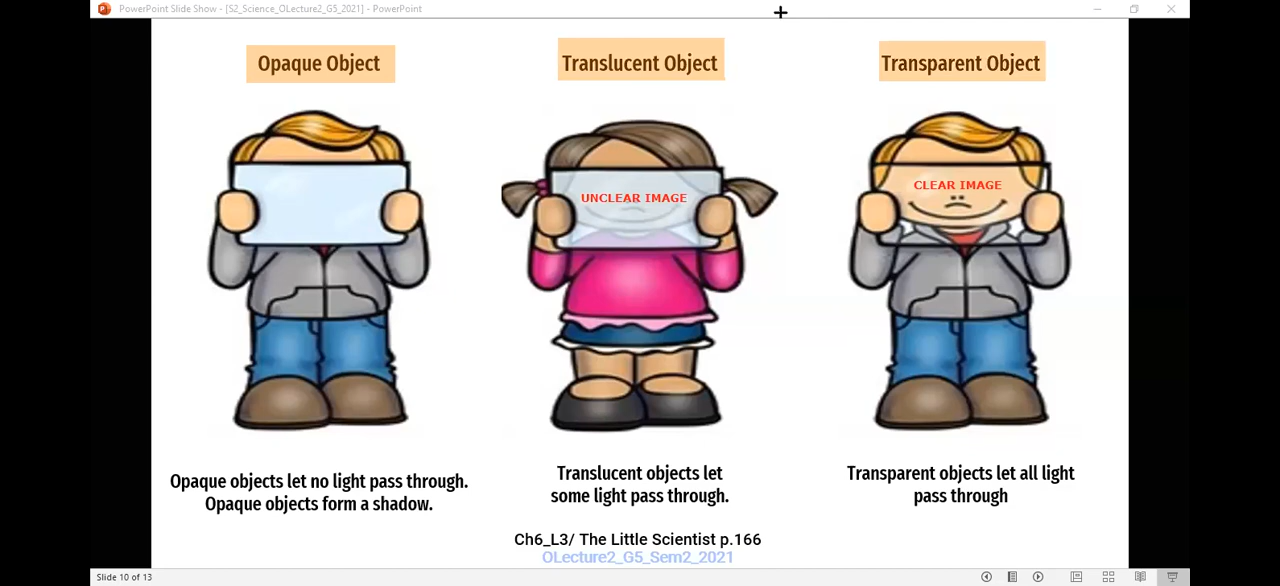 PowerPoint Slide Show - [S2_Science_OLecture2_G5_2021] - PowerPoint
Opaque Object
Translucent Object
Transparent Object
UNCLEAR IMAGE
CLEAR IMAGE
Opaque objects let no light pass through.
Opaque objects form a shadow.
Translucent objects let
some light pass through.
Transparent objects let all light
pass through
Ch6_L3/ The Little Scientist p.166
OLecture2_G5_Sem2_2021
Slide 10 of 13